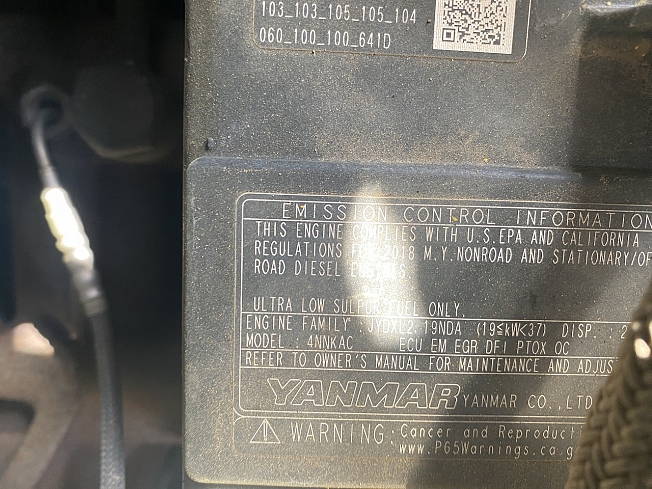 103_103_105_105_104
060_100_100_641D
EMISSION CONTROL INFORMATION
THIS ENGINE COMPLIES WITH U.S.EPA AND CALIFORNIA
REGULATIONS 2018 M.Y.NONROAD AND STATIONARY/OF
ROAD DIESEL ENGINES.
ULTRA LOW SULFUR FUEL ONLY.
ENGINE FAMILY : JYDXL2.19NDA (19≦kW<37) DISP. : 2
MODEL : 4NNKAC ECU EM EGR DFI PTOX OC
REFER TO OWNER'S MANUAL FOR MAINTENANCE AND ADJUS
YANMAR YANMAR CO.,LTD
WARNING: Cancer and Reproduct
www.P65Warnings.ca.g